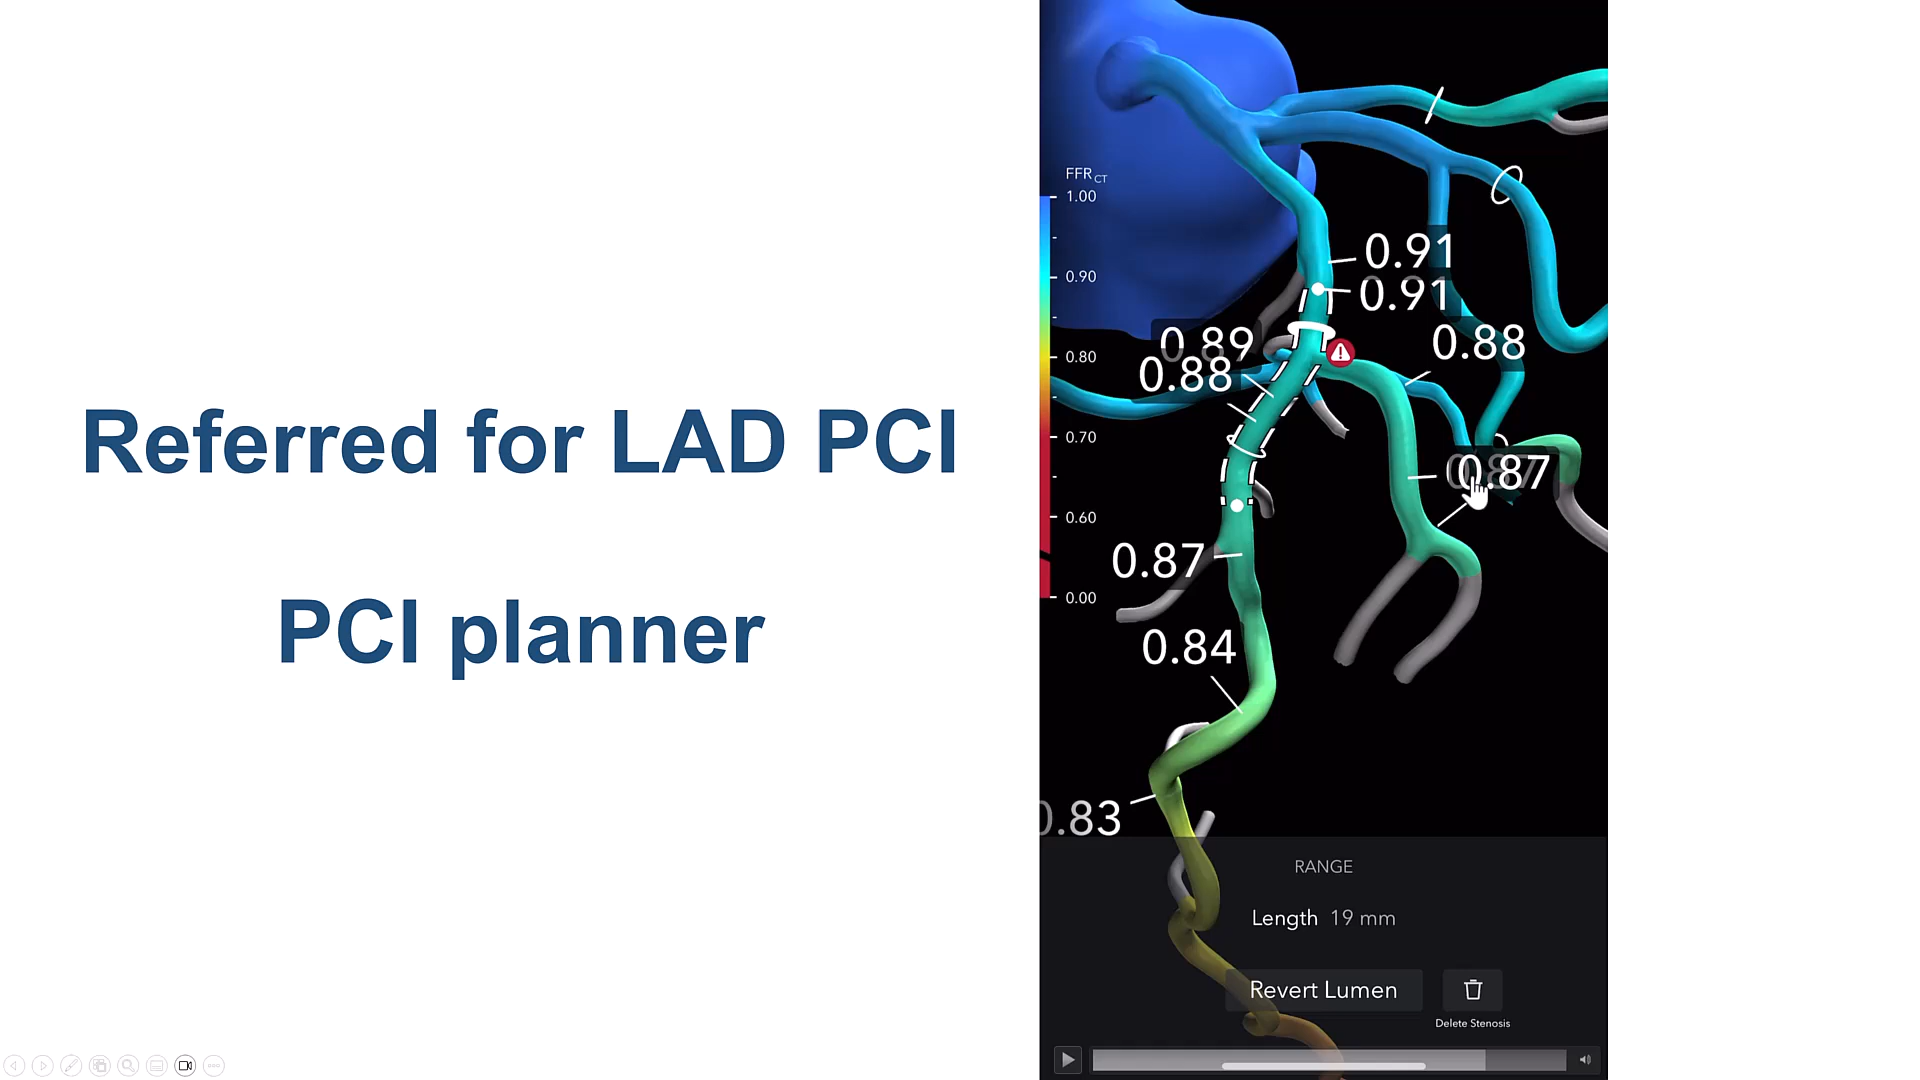 Referred for LAD PCI
PCI planner
FFRCT
1.00
0.90
0.80
0.70
0.60
0.00
0.91
0.91
0.89
0.88
0.88
0.87
0.87
0.84
0.83
RANGE
Length 19 mm
Revert Lumen
Delete Stenosis